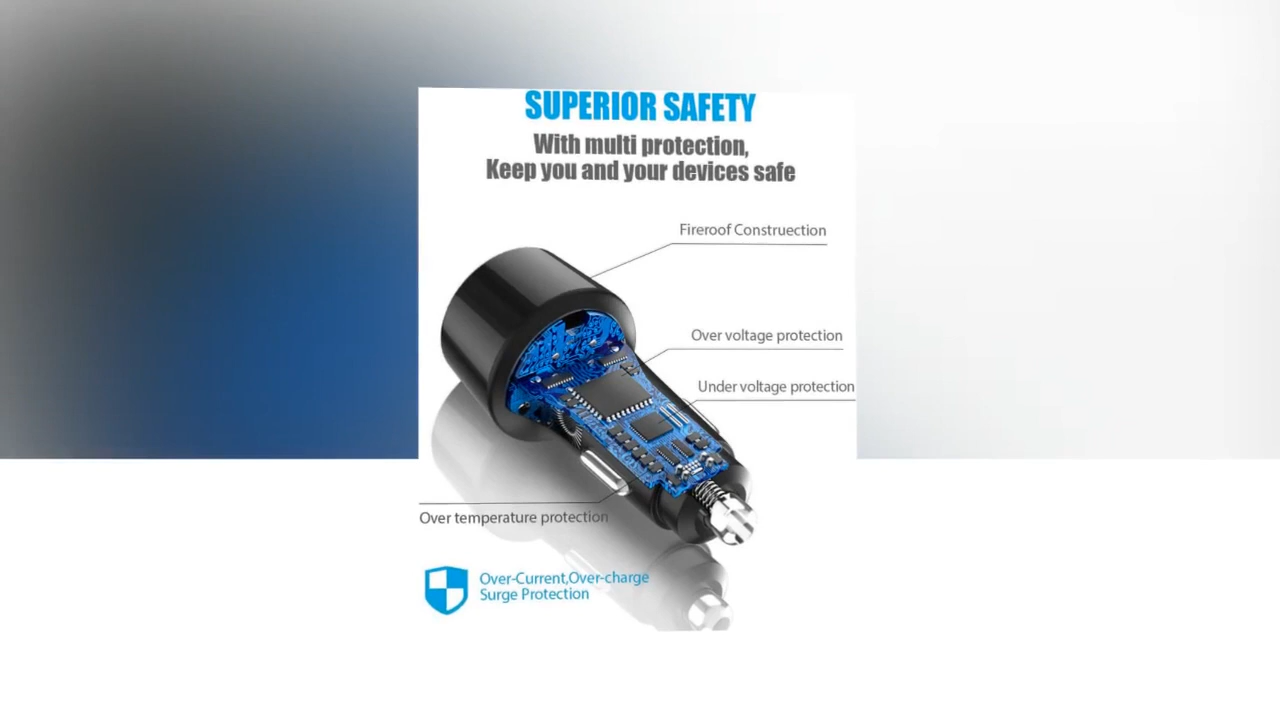 SUPERIOR SAFETY
With multi protection,
Keep you and your devices safe
Fireroof Construection
Over voltage protection
Under voltage protection
Over temperature protection
Over-Current,Over-charge
Surge Protection